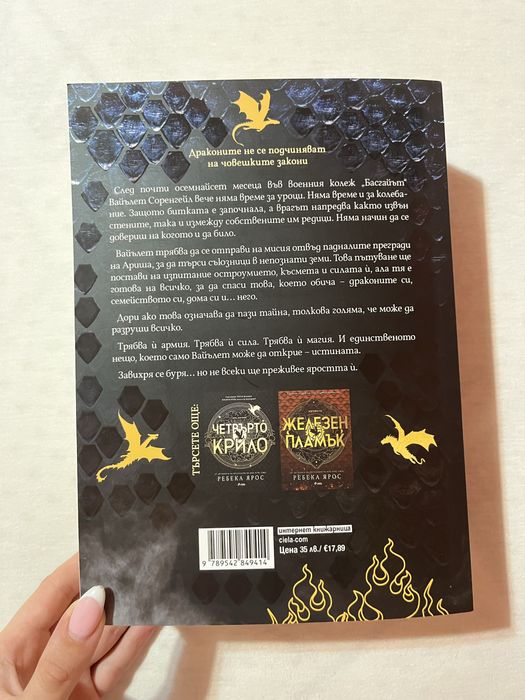 Драконите не се подчиняват
на човешките закони
След почти осемнайсет месеца във военния колеж „Басгайът“
Вайълет Соренгейл вече няма време за уроци. Няма време и за колеба-
ние. Защото битката е започнала, а врагът напредва както извън
стените, така и измежду собствените им редици. Няма начин да се
довериш на когото и да било.
Вайълет трябва да се отправи на мисия отвъд падналите прегради
на Ариша, за да търси съюзници в непознати земи. Това пътуване ще
постави на изпитание остроумието, късмета и силата ѝ, ала тя е
готова на всичко, за да спаси това, което обича – драконите си,
семейството си, дома си и... него.
Дори ако това означава да пази тайна, толкова голяма, че може да
разруши всичко.
Трябва ѝ армия. Трябва ѝ сила. Трябва ѝ магия. И единственото
нещо, което само Вайълет може да открие – истината.
Завихря се буря... но не всеки ще преживее яростта ѝ.
ТЪРСЕТЕ ОЩЕ:
ЧЕТВЪРТО
КРИЛО
РЕБЕКА ЯРОС
ЖЕЛЕЗЕН
ПЛАМЪК
РЕБЕКА ЯРОС
интернет книжарница
ciela.com
Цена 35 лв./ €17,89
9 789542 849414